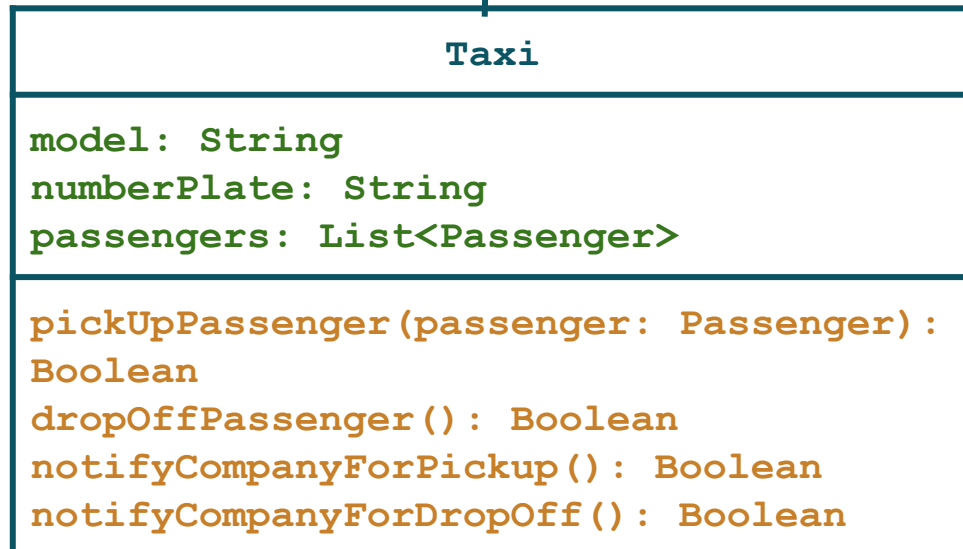 Taxi
model: String
numberPlate: String
passengers: List<Passenger>
pickUpPassenger(passenger: Passenger):
Boolean
dropOffPassenger(): Boolean
notifyCompanyForPickup(): Boolean
notifyCompanyForDropOff(): Boolean